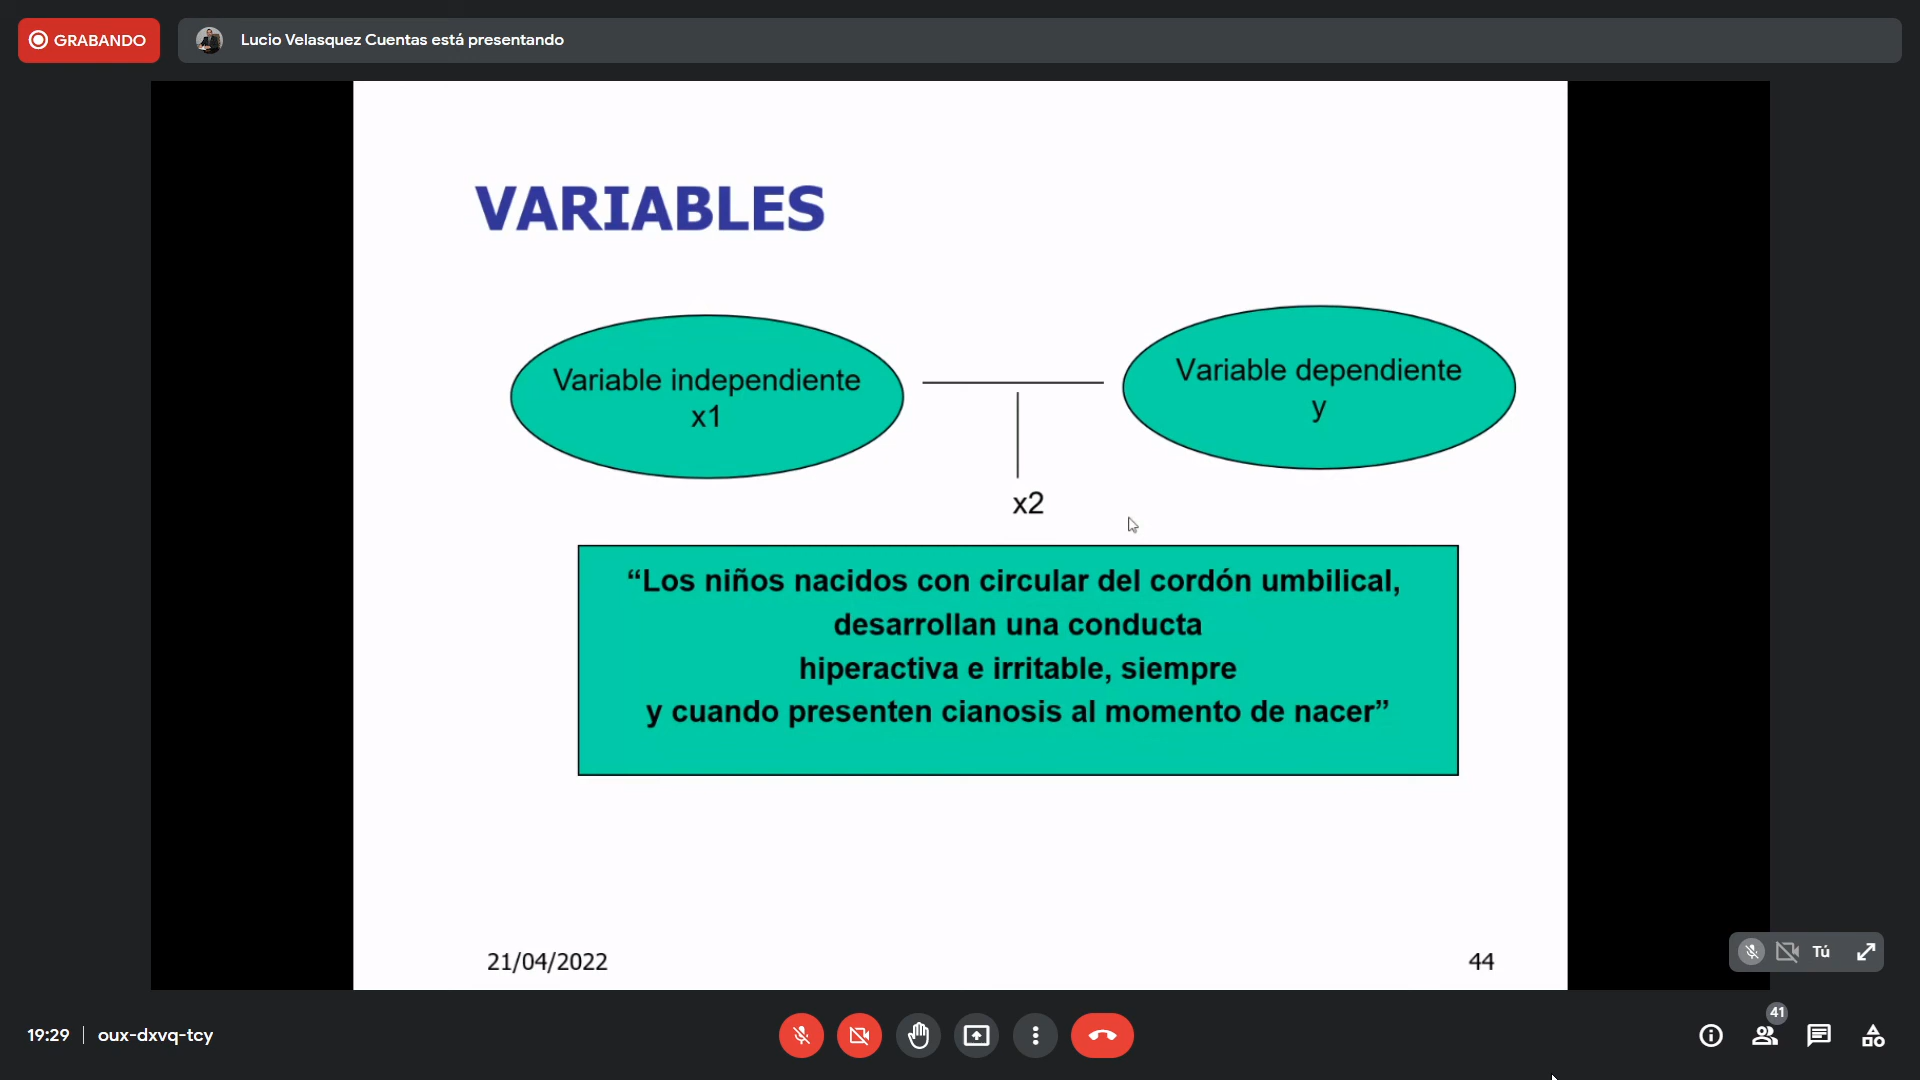 GRABANDO
Lucio Velasquez Cuentas está presentando
VARIABLES
Variable independiente
x1
Variable dependiente
y
x2
“Los niños nacidos con circular del cordón umbilical,
desarrollan una conducta
hiperactiva e irritable, siempre
y cuando presenten cianosis al momento de nacer”
21/04/2022
44
Tú
19:29
oux-dxvq-tcy
41